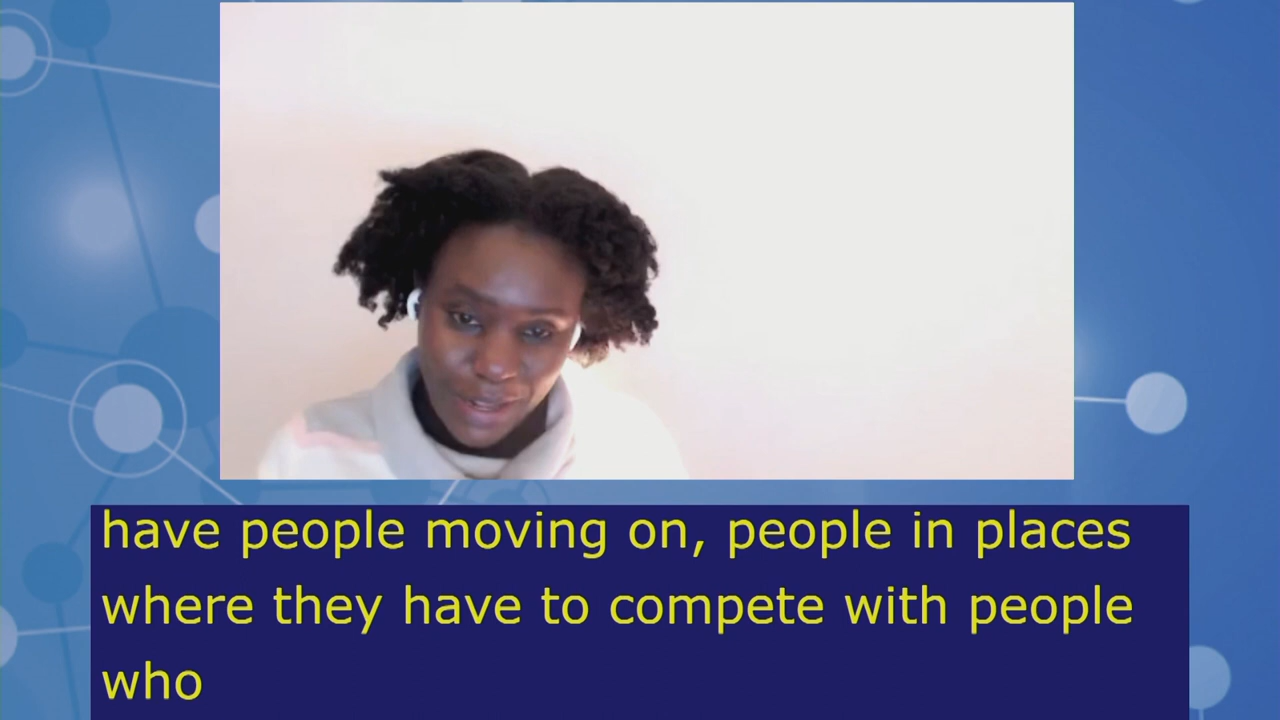 have people moving on, people in places
where they have to compete with people
who